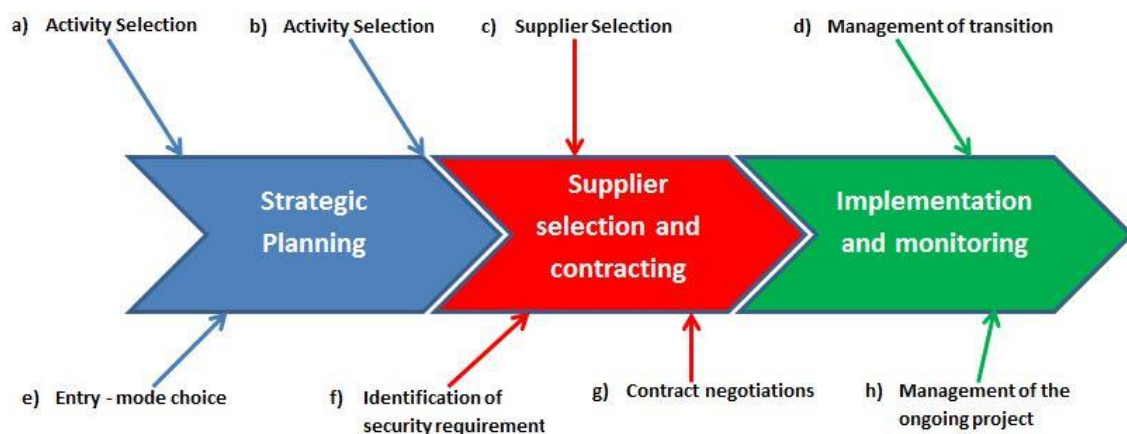 a) Activity Selection
b) Activity Selection
c) Supplier Selection
d) Management of transition
Strategic
Planning
Supplier
selection and
contracting
Implementation
and monitoring
e) Entry - mode choice
f) Identification of
security requirement
g) Contract negotiations
h) Management of the
ongoing project